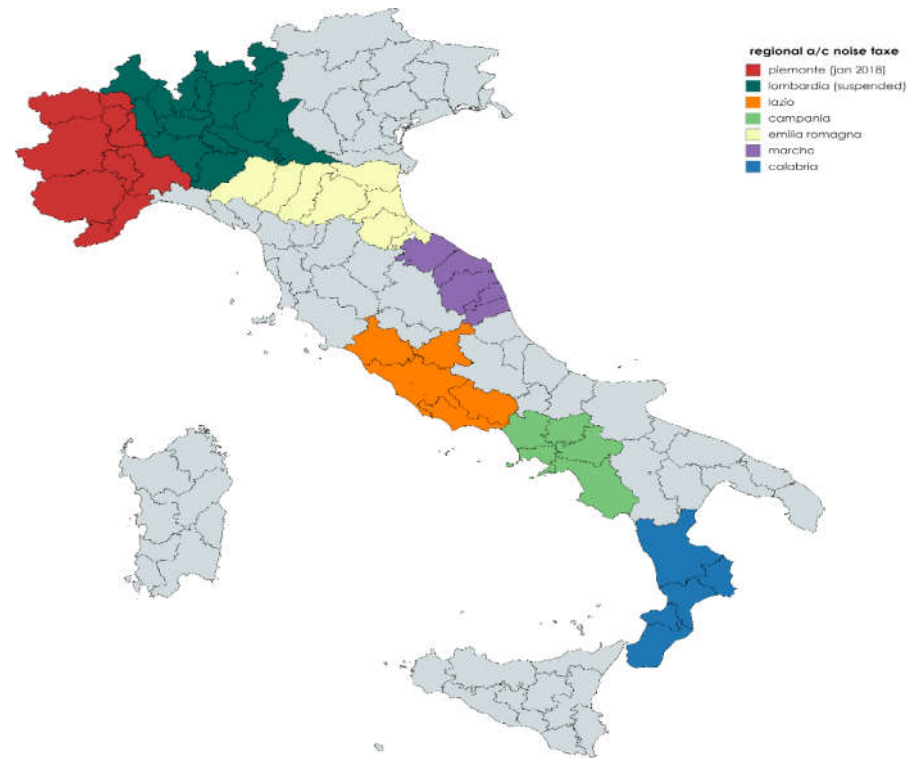 regional a/c noise taxe
piemonte (jan 2018)
lombardia (suspended)
lazio
campania
emilia romagna
marche
calabria